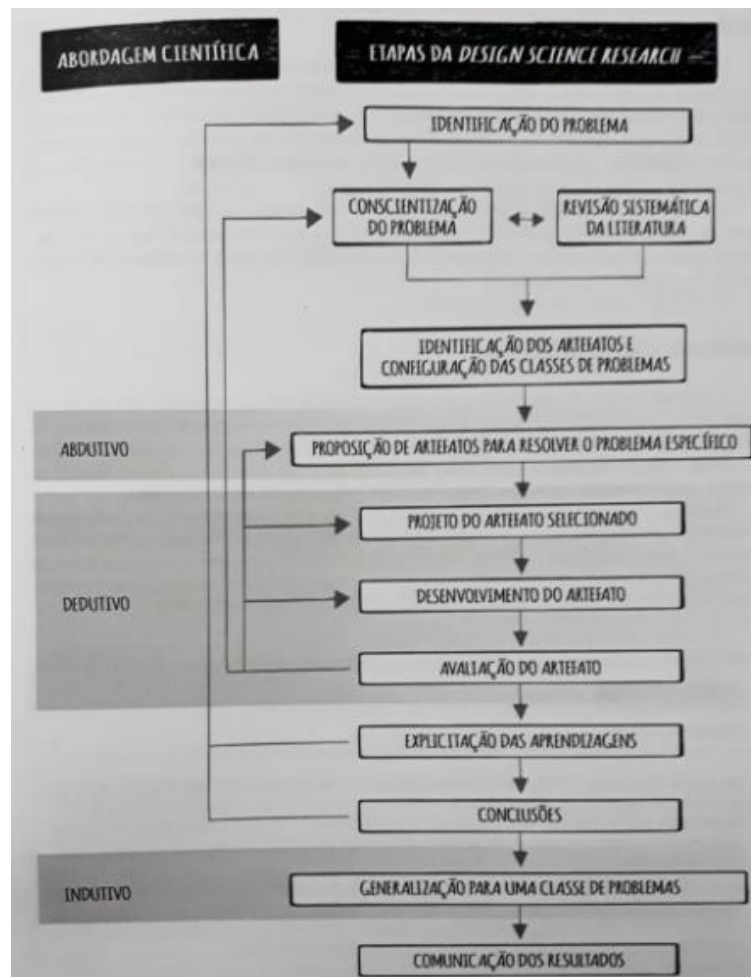 ABORDAGEM CIENTÍFICA
ETAPAS DA DESIGN SCIENCE RESEARCH
IDENTIFICAÇÃO DO PROBLEMA
CONSCIENTIZAÇÃO
DO PROBLEMA
REVISÃO SISTEMÁTICA
DA LITERATURA
IDENTIFICAÇÃO DOS ARTEFATOS E
CONFIGURAÇÃO DAS CLASSES DE PROBLEMAS
ABDUTIVO
PROPOSIÇÃO DE ARTEFATOS PARA RESOLVER O PROBLEMA ESPECÍFICO
PROJETO DO ARTEFATO SELECIONADO
DEDUTIVO
DESENVOLVIMENTO DO ARTEFATO
AVALIAÇÃO DO ARTEFATO
EXPLICITAÇÃO DAS APRENDIZAGENS
CONCLUSÕES
INDUTIVO
GENERALIZAÇÃO PARA UMA CLASSE DE PROBLEMAS
COMUNICAÇÃO DOS RESULTADOS